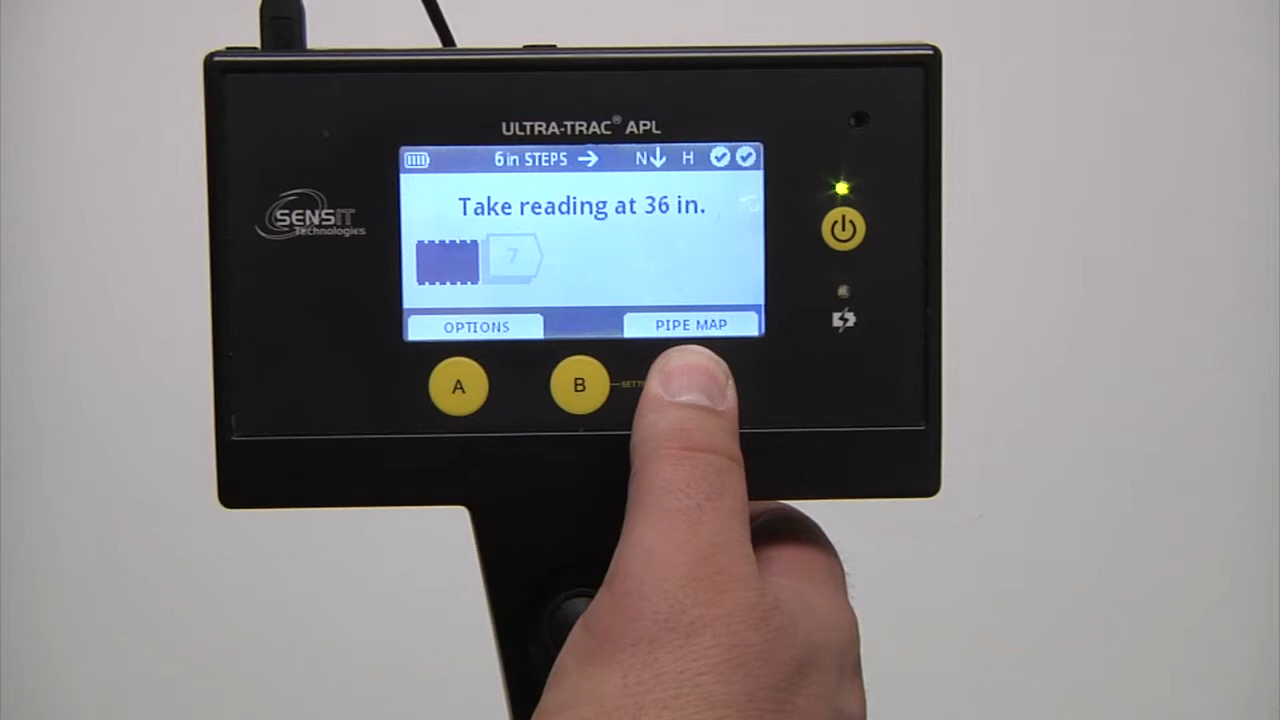 ULTRA-TRAC® APL
6in STEPS → N↓ H
Take reading at 36 in.
7
SENSIT
Technologies
OPTIONS
PIPE MAP
A
B